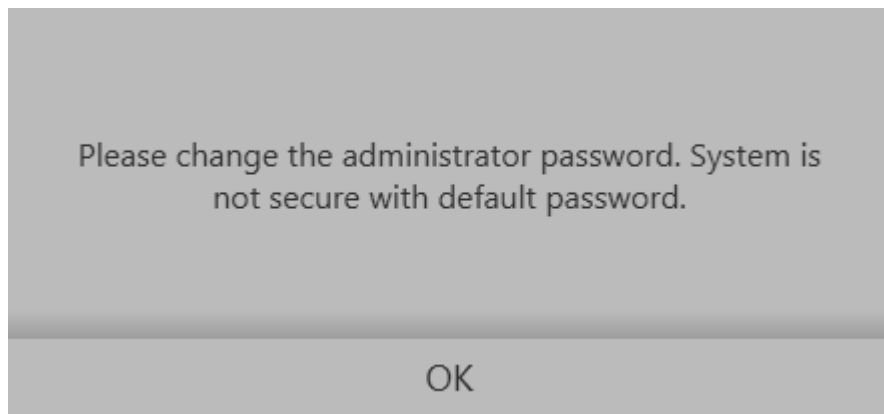 Please change the administrator password. System is
not secure with default password.
OK